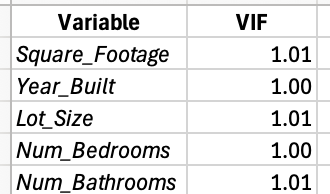 Variable VIF
Square_Footage 1.01
Year_Built 1.00
Lot_Size 1.01
Num_Bedrooms 1.00
Num_Bathrooms 1.01